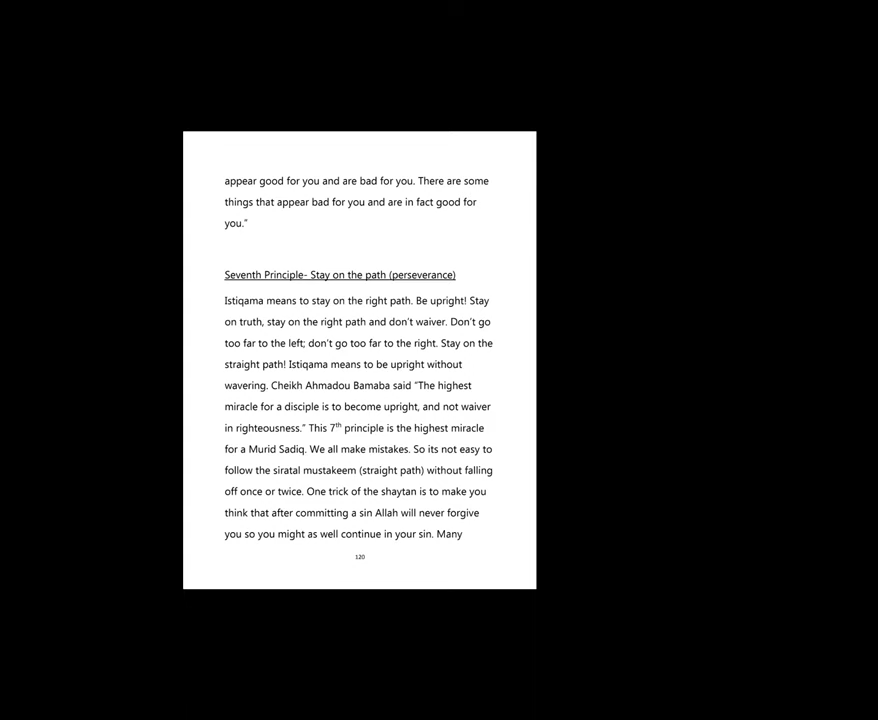 appear good for you and are bad for you. There are some
things that appear bad for you and are in fact good for
you.”
Seventh Principle- Stay on the path (perseverance)
Istiqama means to stay on the right path. Be upright! Stay
on truth, stay on the right path and don’t waiver. Don’t go
too far to the left; don’t go too far to the right. Stay on the
straight path! Istiqama means to be upright without
wavering. Cheikh Ahmadou Bamaba said “The highest
miracle for a disciple is to become upright, and not waiver
in righteousness.” This 7th principle is the highest miracle
for a Murid Sadiq. We all make mistakes. So its not easy to
follow the siratal mustakeem (straight path) without falling
off once or twice. One trick of the shaytan is to make you
think that after committing a sin Allah will never forgive
you so you might as well continue in your sin. Many
120